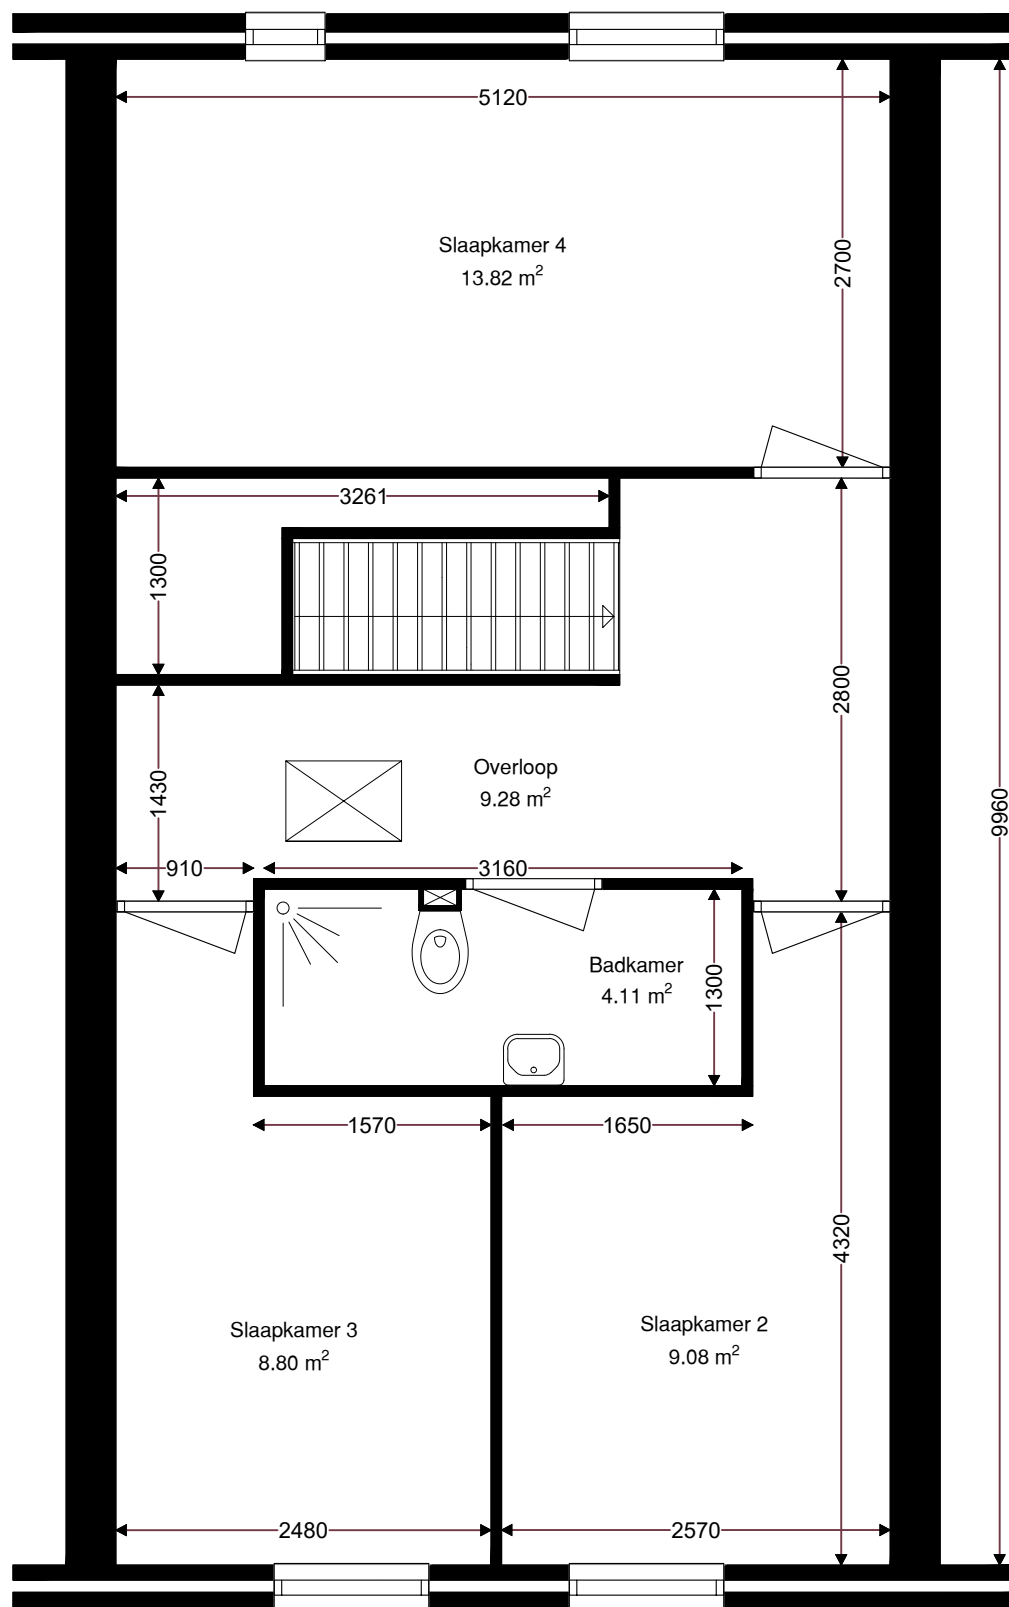 5120
Slaapkamer 4
13.82 m²
2700
3261
1300
2800
Overloop
9.28 m²
1430
9960
910
3160
Badkamer
4.11 m²
1300
1570
1650
4320
Slaapkamer 3
8.80 m²
Slaapkamer 2
9.08 m²
2480
2570